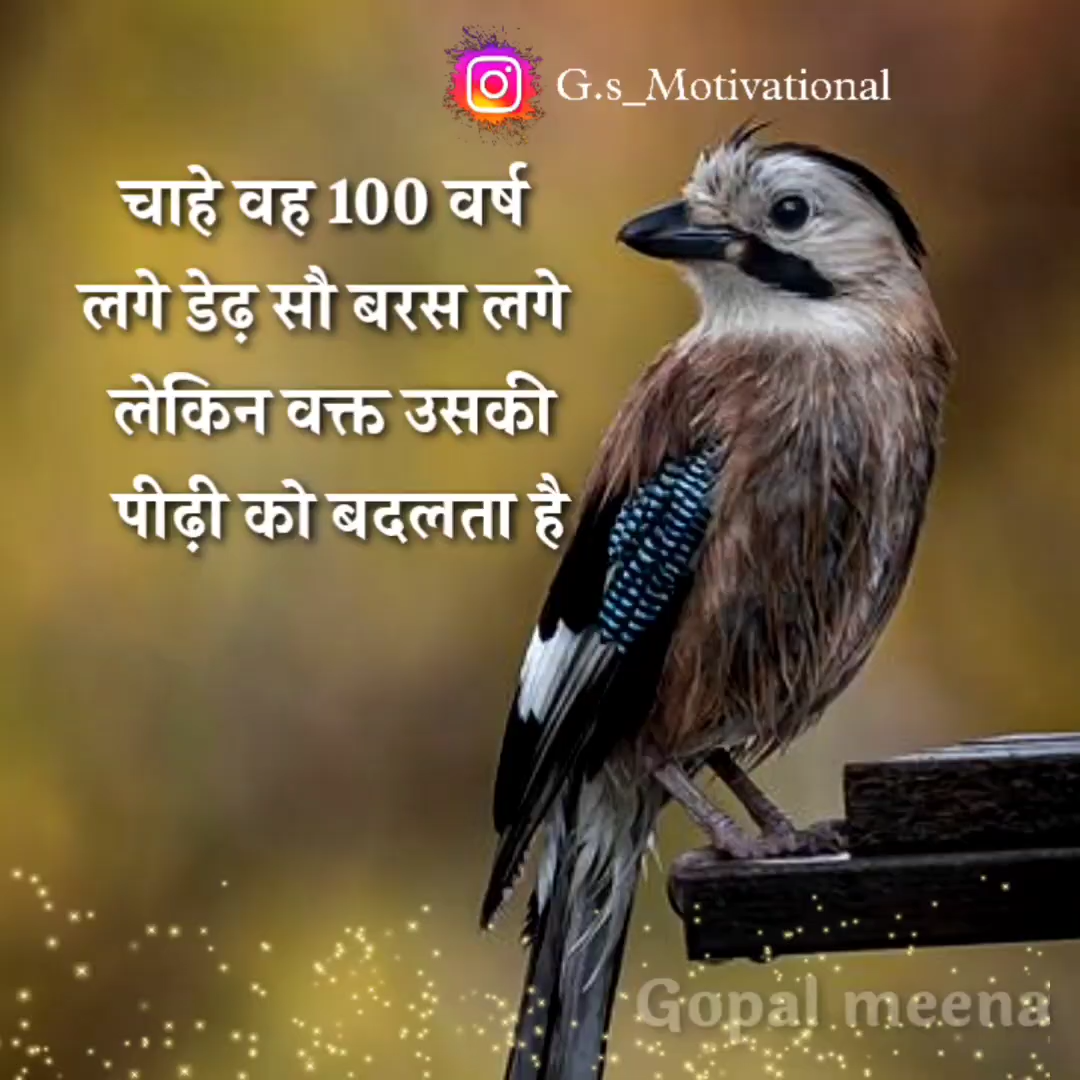 G.s_Motivational
चाहे वह 100 वर्ष
लगे डेढ़ सौ बरस लगे
लेकिन वक्त उसकी
पीढ़ी को बदलता है
Gopal meena